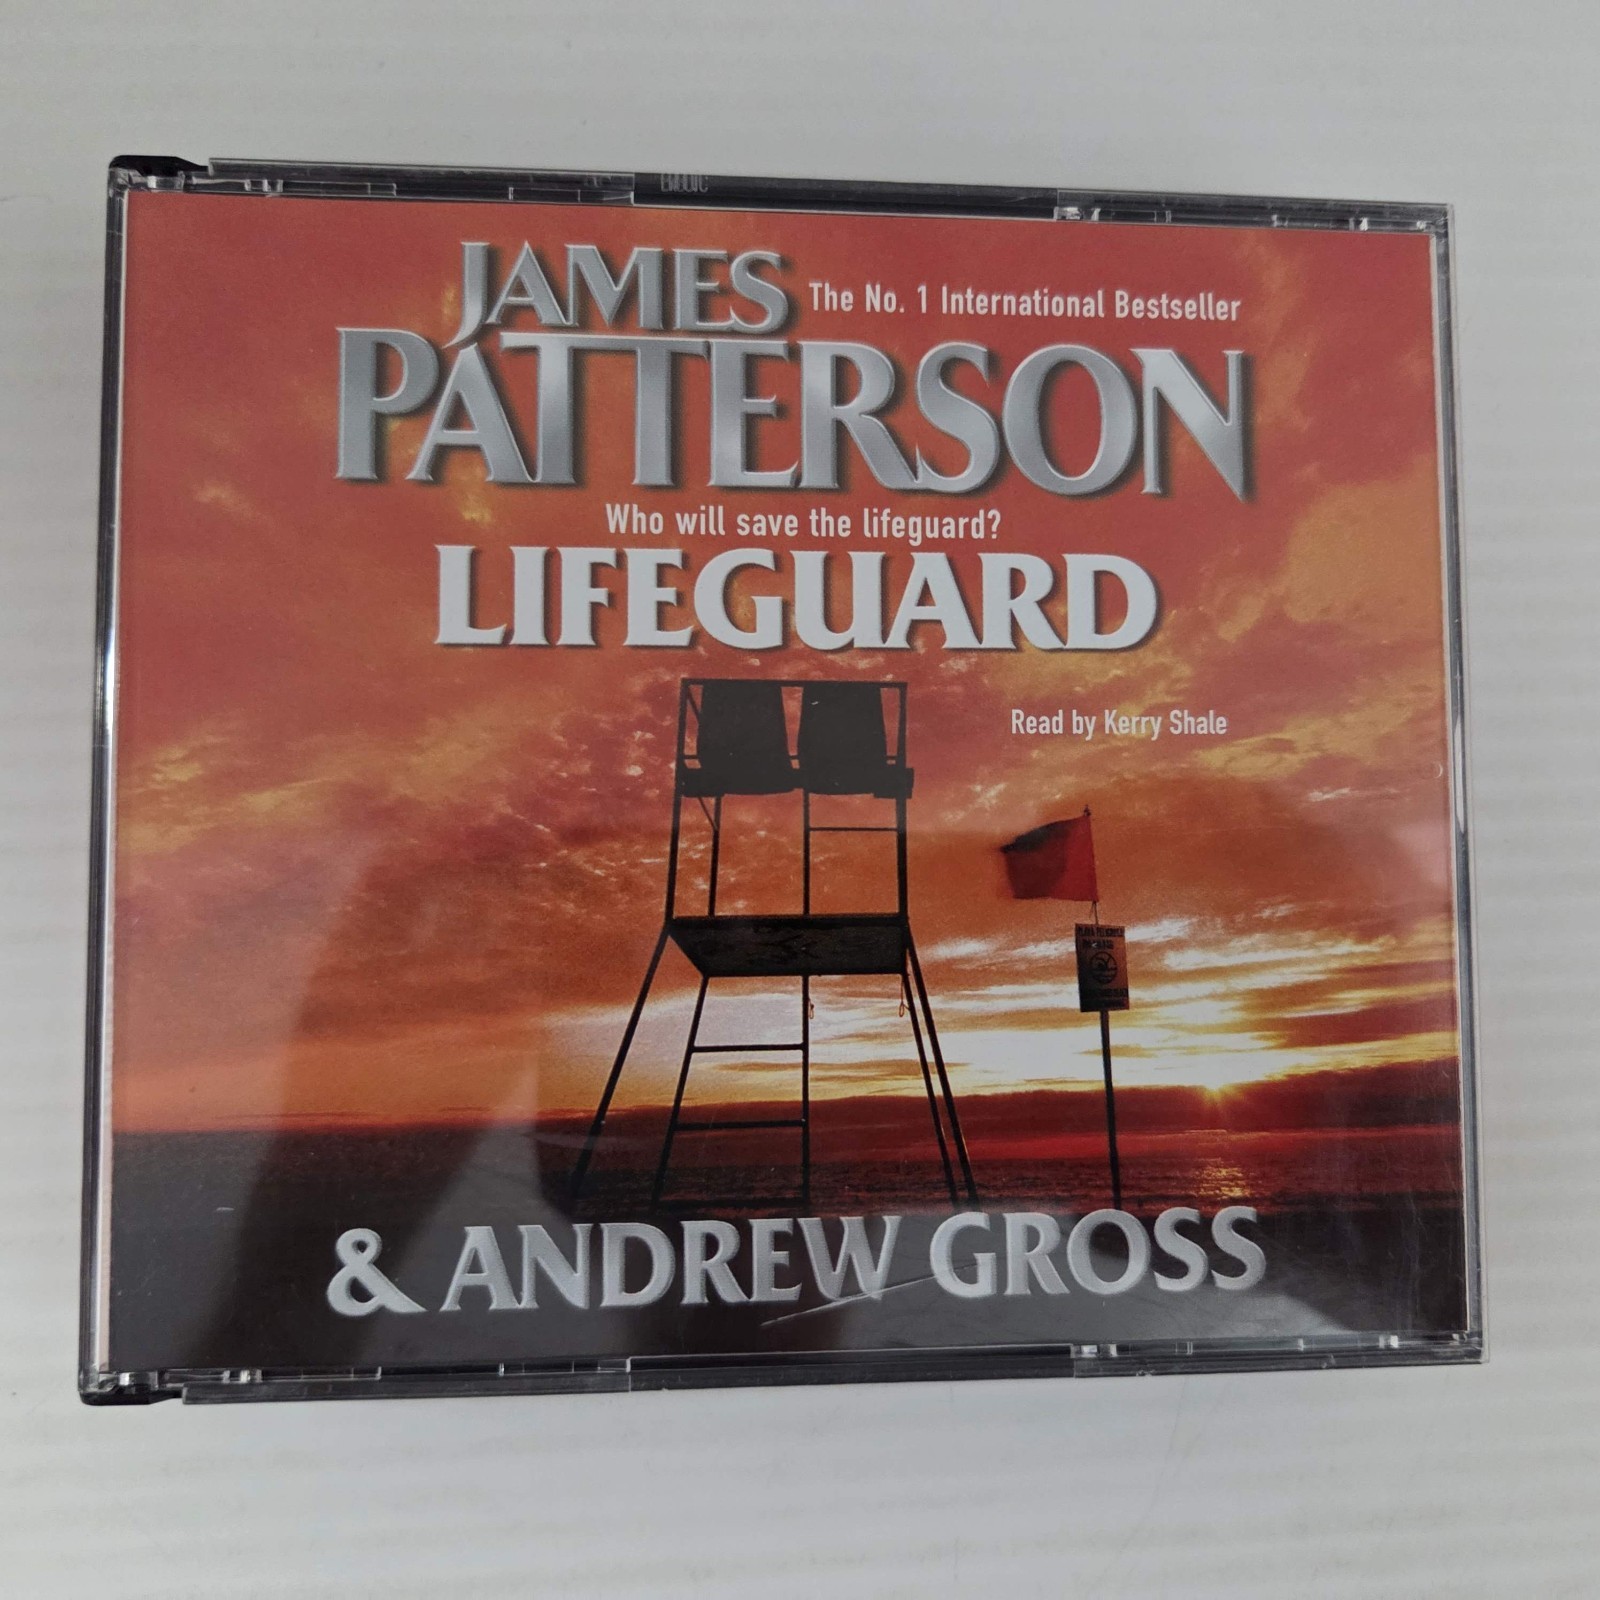 JAMES
The No. 1 International Bestseller
PATTERSON
Who will save the lifeguard?
LIFEGUARD
Read by Kerry Shale
& ANDREW GROSS